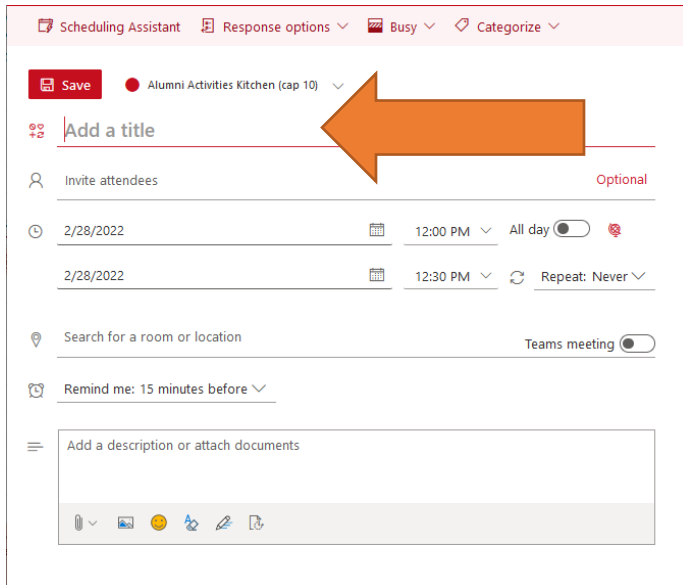 Scheduling Assistant Response options Busy Categorize
Save Alumni Activities Kitchen (cap 10)
Add a title
Invite attendees Optional
2/28/2022 12:00 PM All day
2/28/2022 12:30 PM Repeat: Never
Search for a room or location Teams meeting
Remind me: 15 minutes before
Add a description or attach documents